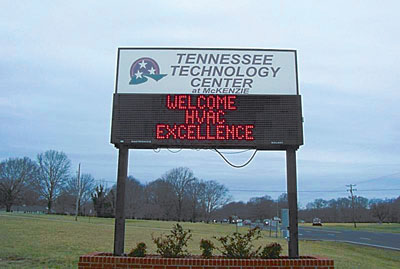 TENNESSEE
TECHNOLOGY
CENTER
at McKENZIE
WELCOME
HVAC
EXCELLENCE